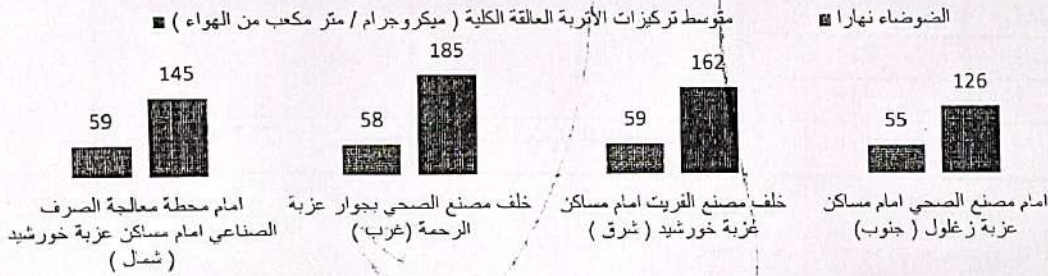 الضوضاء نهارا
متوسط تركيزات الأتربة العالقة الكلية ( ميكروجرام / متر مكعب من الهواء )
126
55
امام مصنع الصحي امام مساكن
عزبة زغلول ( جنوب)
162
59
خلف مصنع الفريت امام مساكن
عزبة خورشيد ( شرق )
185
58
خلف مصنع الصحي بجوار عزبة
الرحمة (غرب)
145
59
امام محطة معالجة الصرف
الصناعي امام مساكن عزبة خورشيد
( شمال )